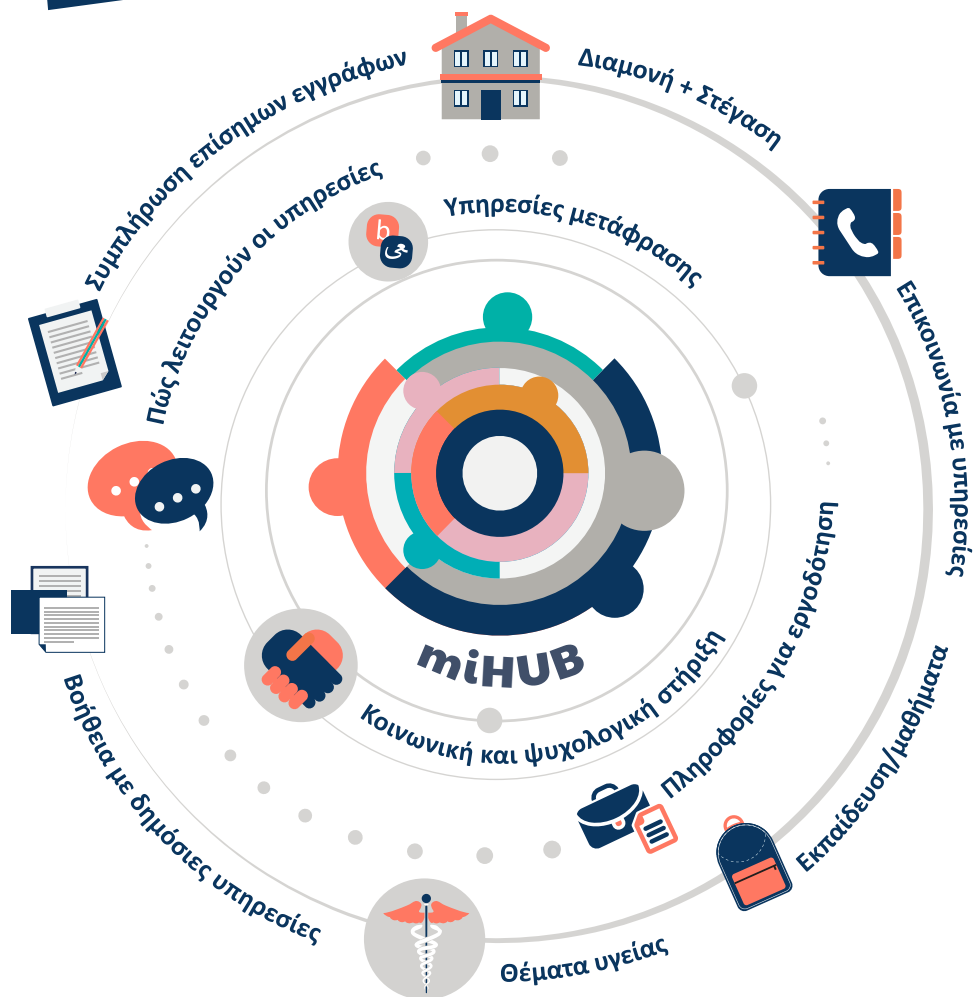 Συμπλήρωση επίσημων εγγράφων
Διαμονή + Στέγαση
Πώς λειτουργούν οι υπηρεσίες
Υπηρεσίες μετάφρασης
b
Επικοινωνία με υπηρεσίες
miHUB
Κοινωνική και ψυχολογική στήριξη
Πληροφορίες για εργοδότηση
Βοήθεια με δημόσιες υπηρεσίες
Εκπαίδευση/μαθήματα
Θέματα υγείας